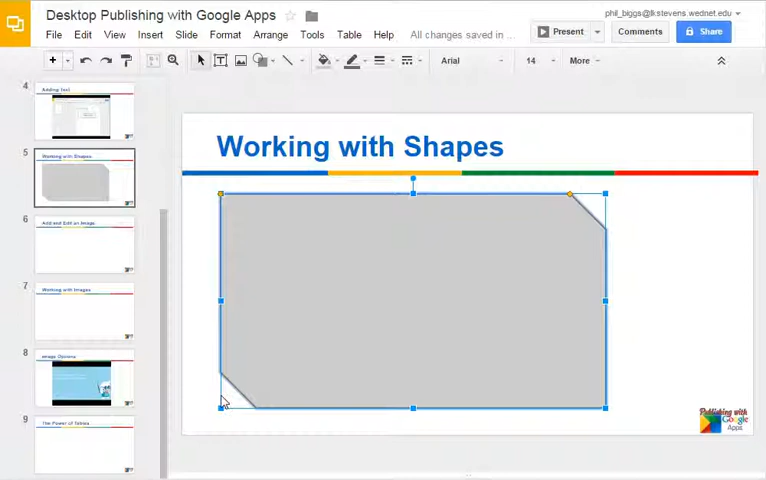 Desktop Publishing with Google Apps
phil_biggs@lkstevens.wednet.edu
File Edit View Insert Slide Format Arrange Tools Table Help All changes saved in ...
Present Comments Share
Arial 14 More
4
Adding Text
5
Working with Shapes
6
Add and Edit an Image
7
Working with Images
8
Image Options
9
The Power of Tables
Working with Shapes
Publishing with
Google
Apps